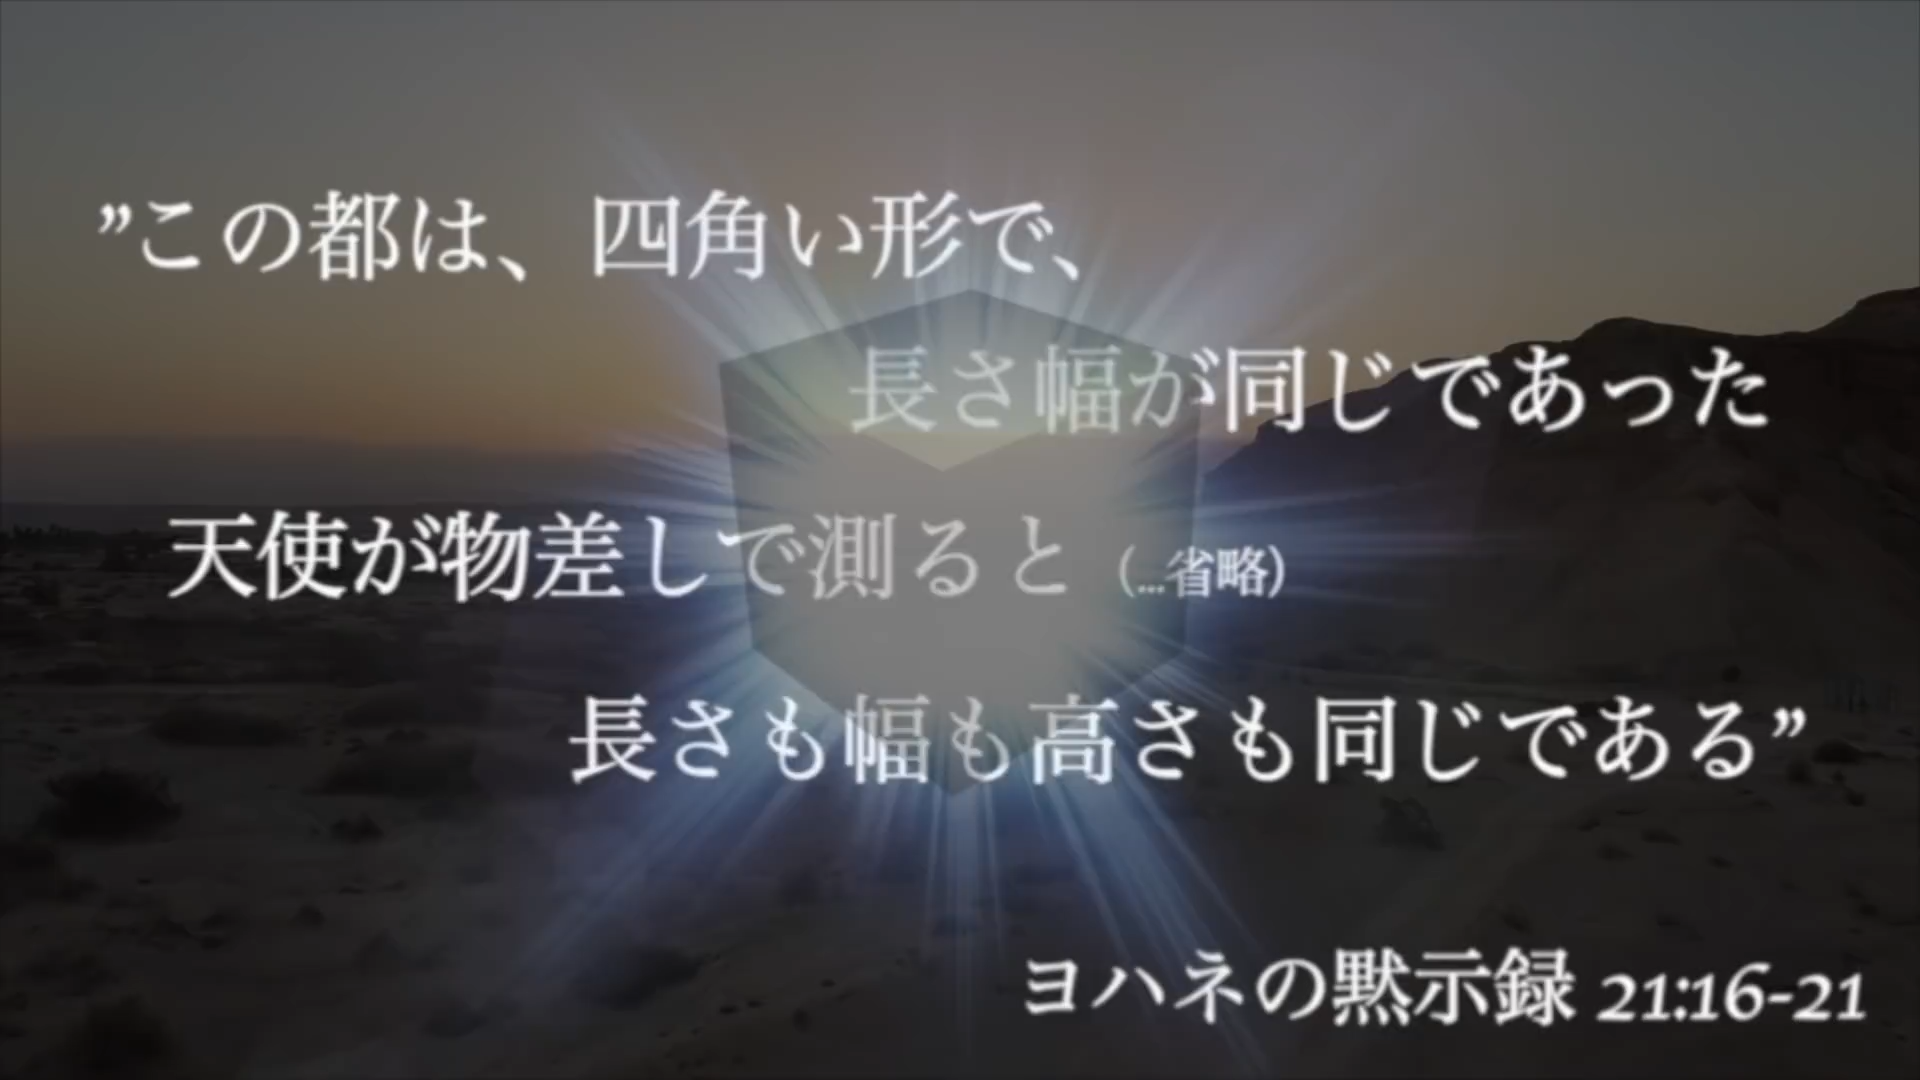 ”この都は、四角い形で、
長さ幅が同じであった
天使が物差しで測ると（...省略）
長さも幅も高さも同じである”
ヨハネの黙示録 21:16-21